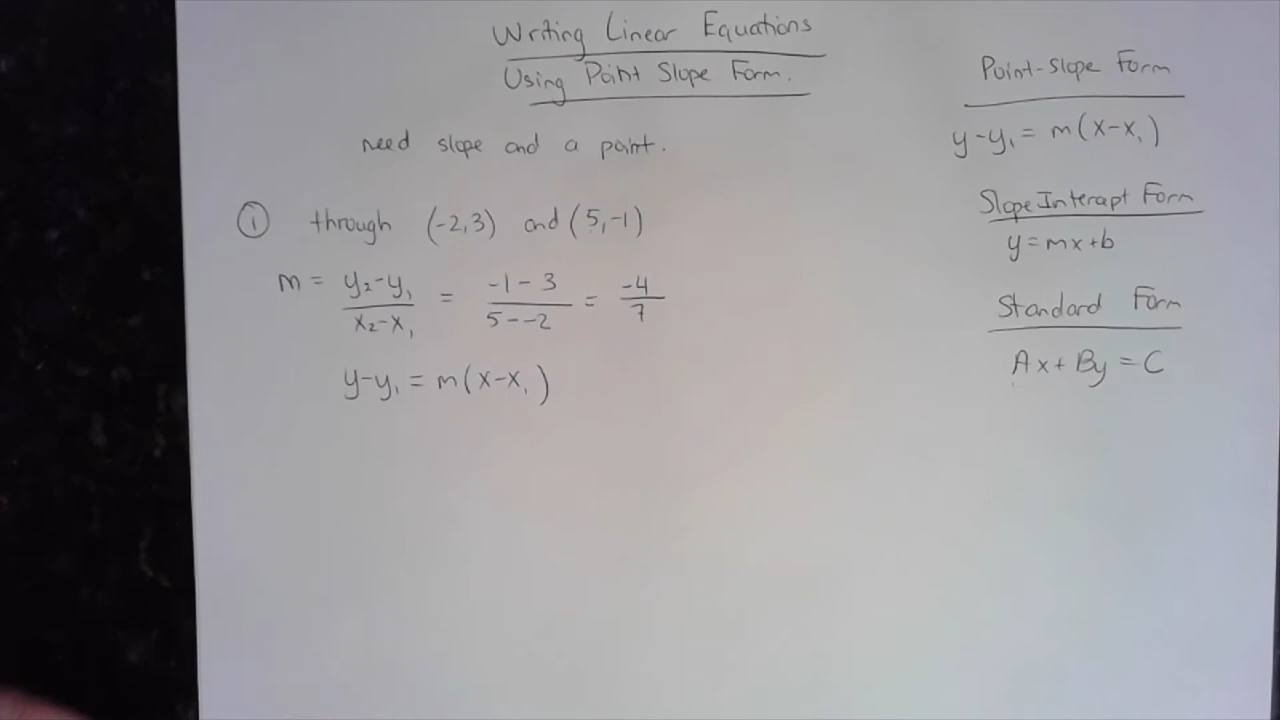 Writing Linear Equations
Using Point Slope Form.
need slope and a point.
① through (-2,3) and (5,-1)
m = y₂-y₁/x₂-x₁ = -1-3/5--2 = -4/7
y-y₁ = m(x-x₁)
Point-Slope Form
y-y₁ = m(x-x₁)
Slope Intercept Form
y=mx+b
Standard Form
Ax+By=C